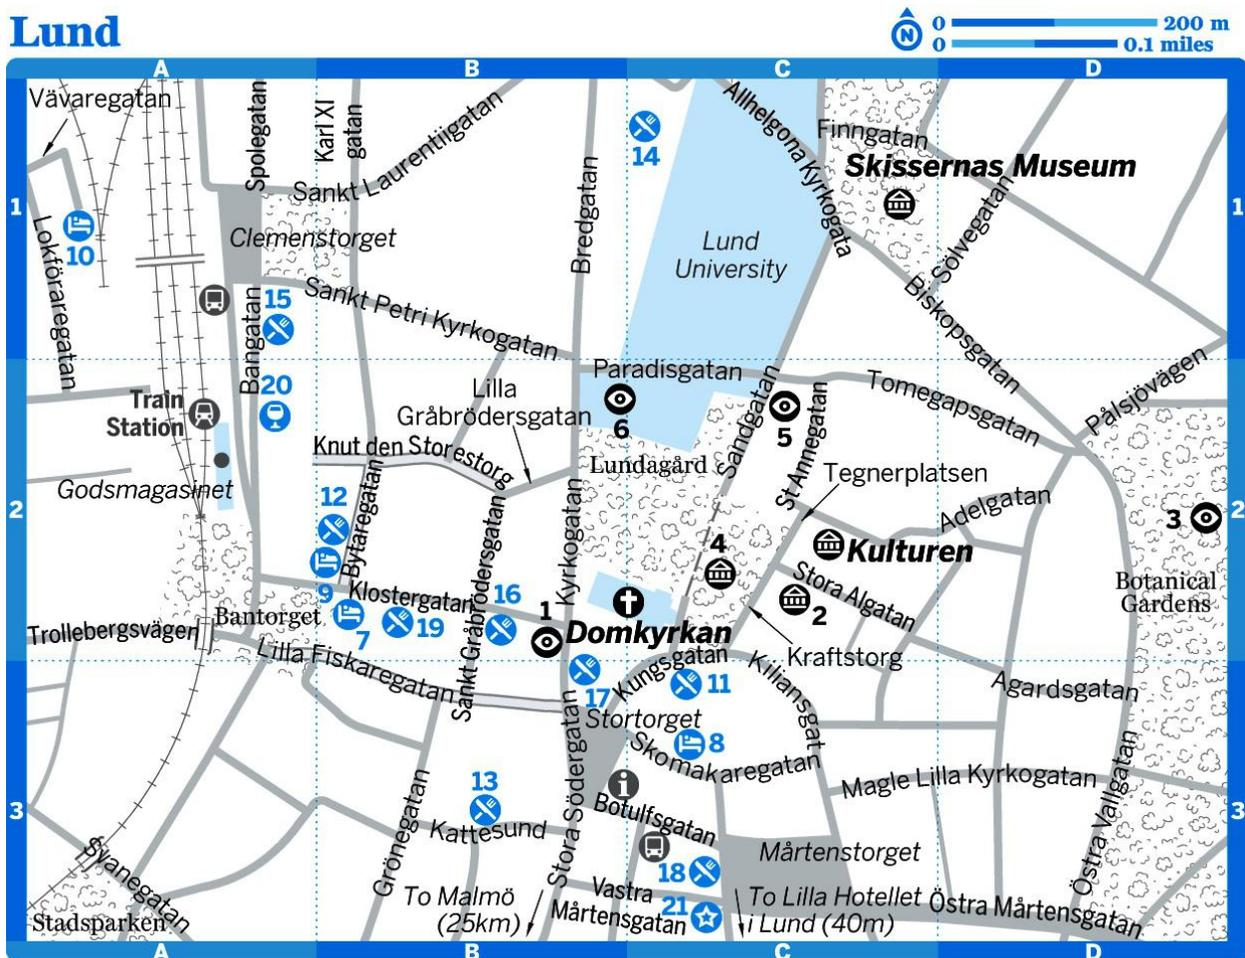 Lund
N
0 200 m
0 0.1 miles
A B C D
Vävaregatan
Spolegatan
Karl XI
gatan
Sankt Laurentiigatan
14
Allhelgona Kyrkogata
Finngatan
Skissernas Museum
1 1
Lokföraregatan
10
Clemenstorget
Bredgatan
Lund
University
Sölvegatan
Biskopsgatan
15
Bangatan
Sankt Petri Kyrkogatan
Paradisgatan
20
Train
Station
Lilla
Gråbrödersgatan
6
Sandgatan
5
St Annegatan
Tomegapsgatan
Pålsjövägen
Knut den Storestorg
Lundagård
Tegnerplatsen
Godsmagasinet
2 2
12
Bytaregatan
Sankt Gråbrödersgatan
Kyrkogatan
4
Adelgatan
3
Kulturen
9
Klostergatan
16
1
Stora Algatan
2
Botanical
Gardens
Trollebergsvägen
Bantorget
7
19
Domkyrkan
Kraftstorg
Lilla Fiskaregatan
17
Kungsgatan
11
Kiliansgat
Agardsgatan
Stortorget
8
Skomakaregatan
13
Magle Lilla Kyrkogatan
3 3
Grönegatan
Kattesund
Stora Södergatan
Botulfsgatan
Mårtenstorget
Östra Vallgatan
Svanegatan
18
Stadsparken
To Malmö
(25km)
Vastra
Mårtensgatan
21
To Lilla Hotellet
i Lund (40m)
Östra Mårtensgatan
A B C D